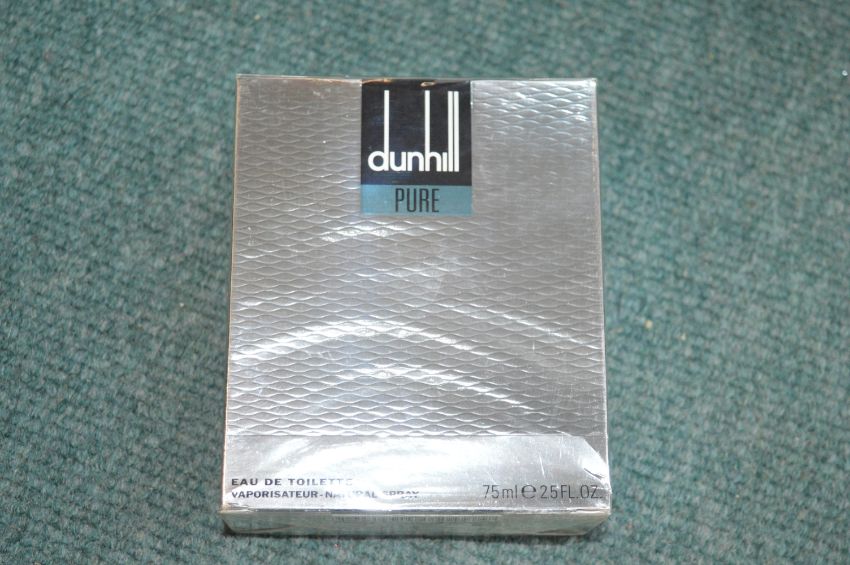 dunhill
PURE
EAU DE TOILETTE
VAPORISATEUR-NATURAL SPRAY
75ml e 2.5FL.OZ.